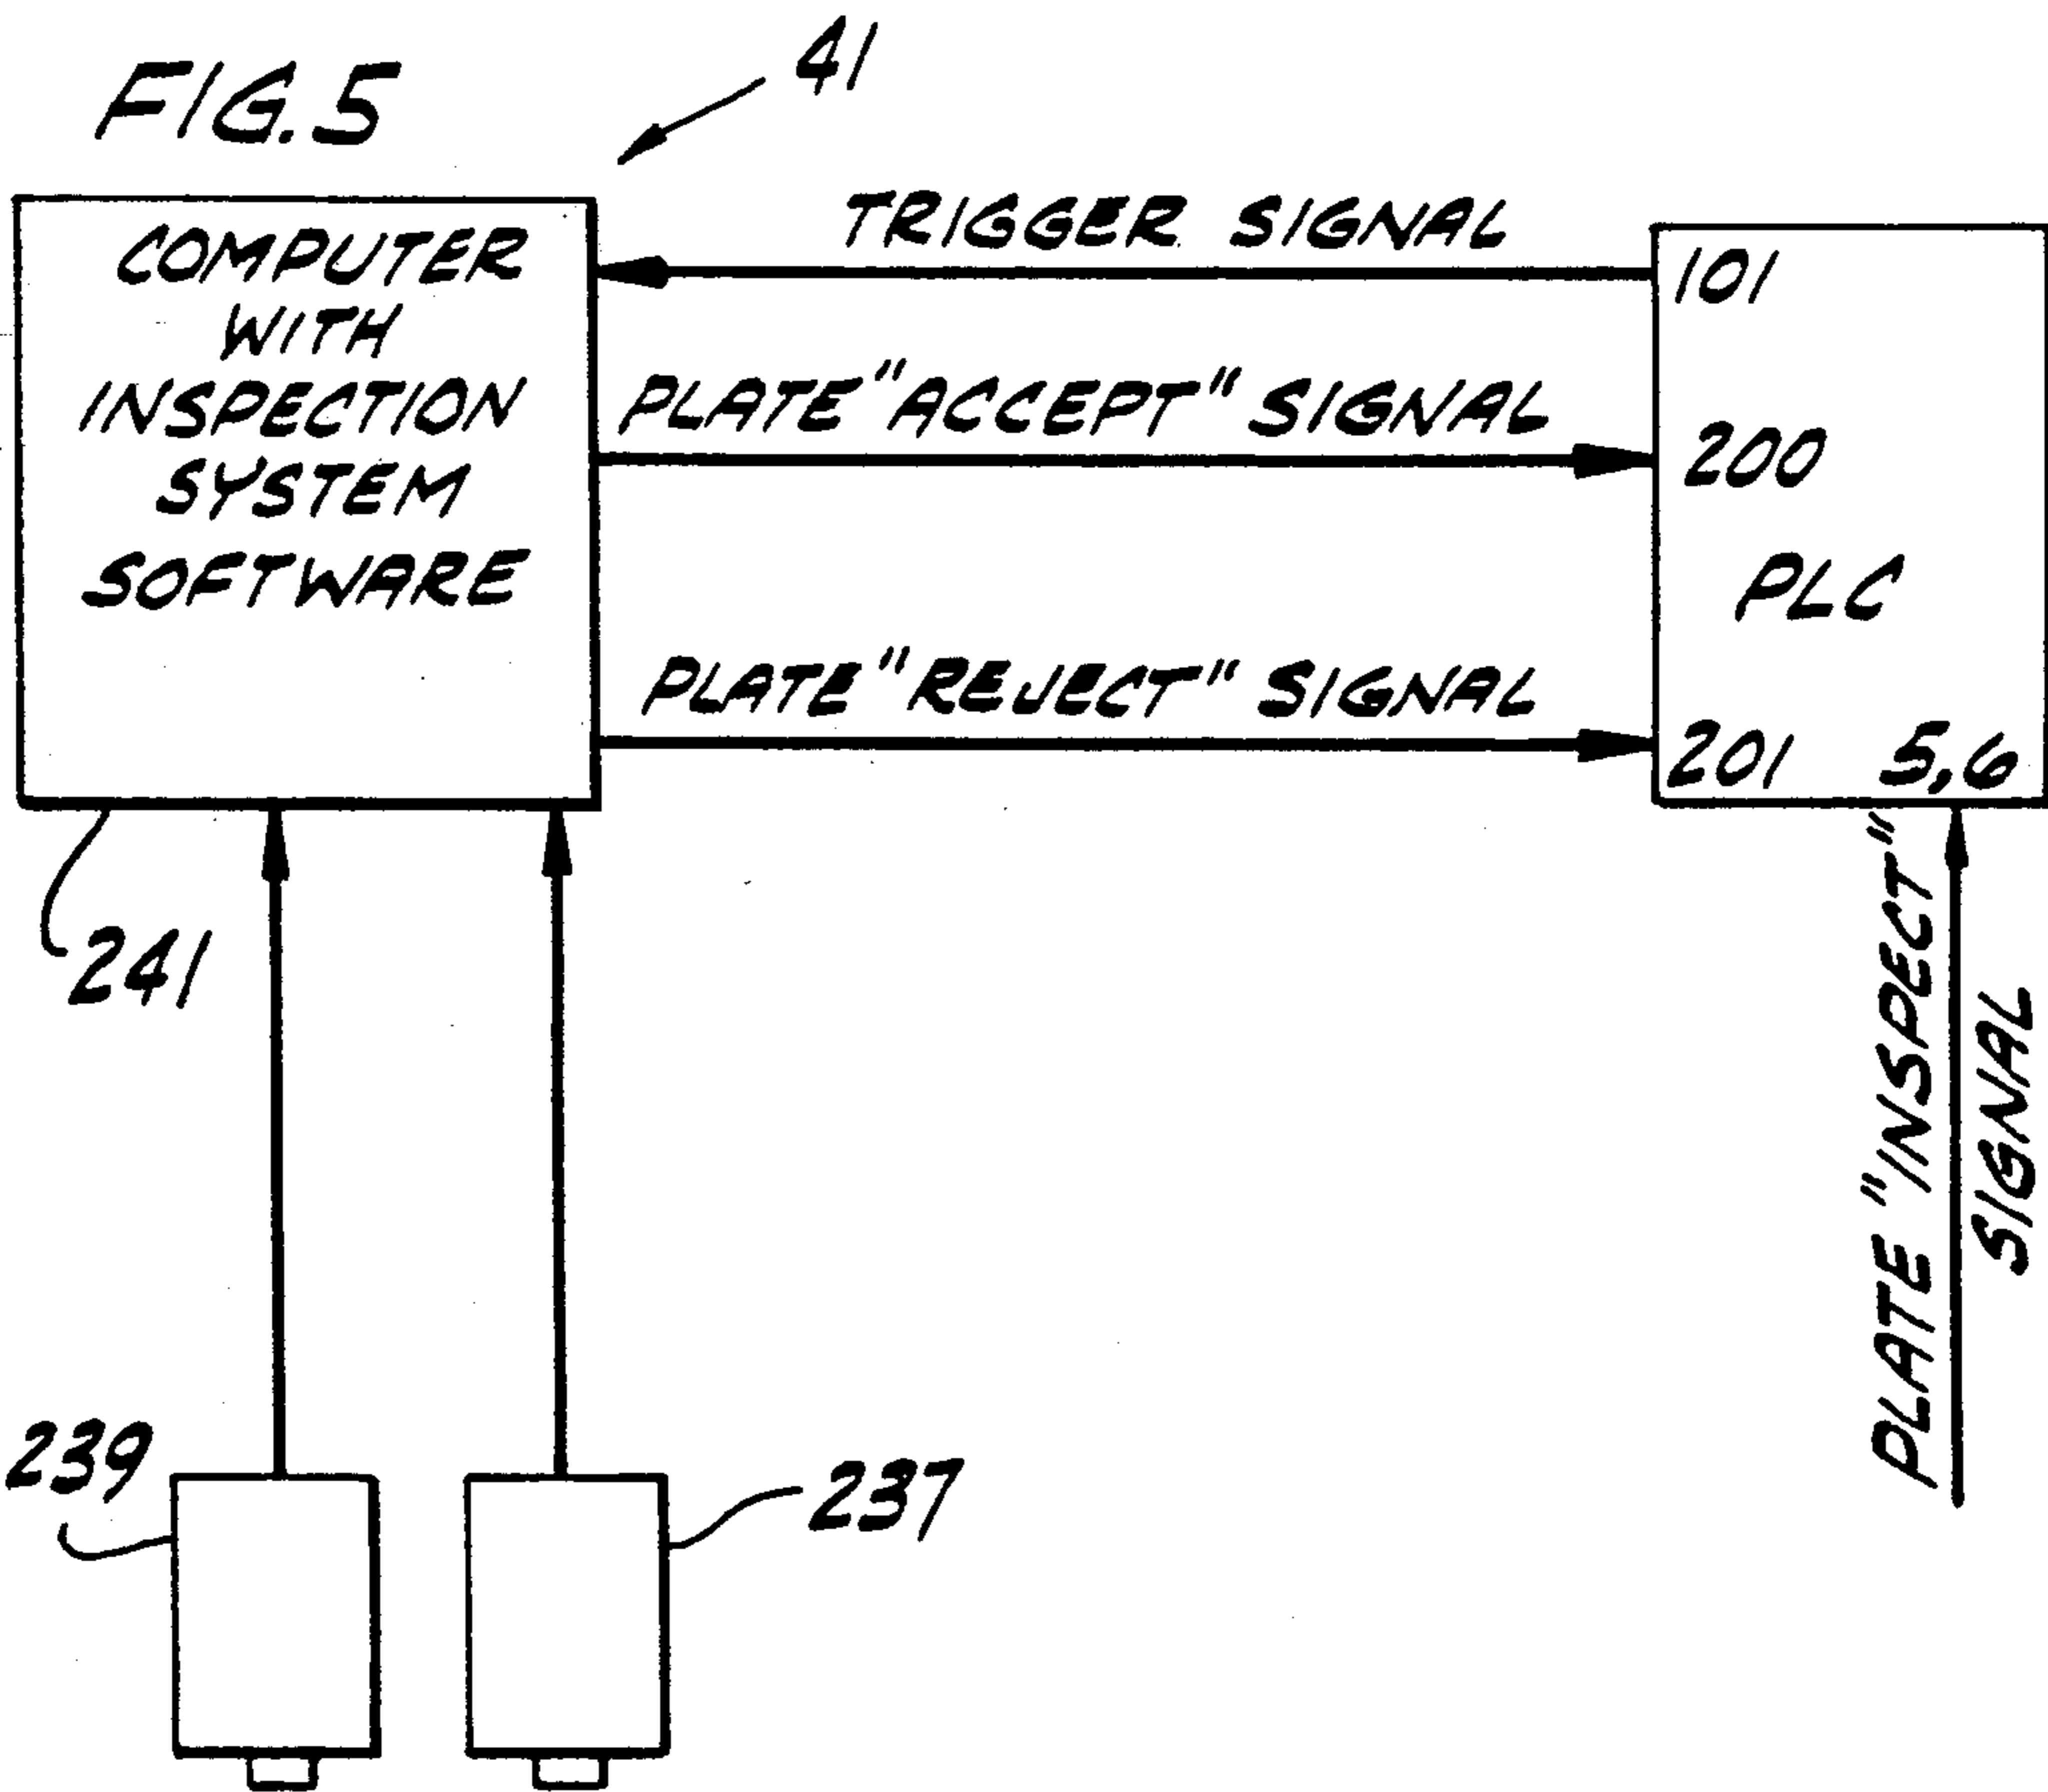 FIG. 5
41
COMPUTER
WITH
INSPECTION
SYSTEM
SOFTWARE
TRIGGER SIGNAL
PLATE "ACCEPT" SIGNAL
PLATE "REJECT" SIGNAL
101
200
PLC
201 5,6
241
PLATE "INSPECT"
SIGNAL
239
237